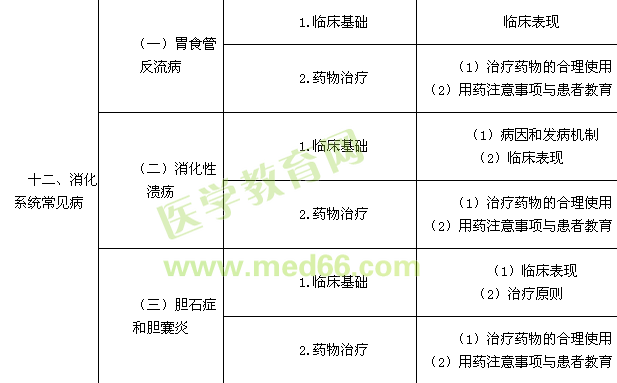 十二、消化
系统常见病
（一）胃食管
反流病
1.临床基础
临床表现
2.药物治疗
（1）治疗药物的合理使用
（2）用药注意事项与患者教育
（二）消化性
溃疡
1.临床基础
（1）病因和发病机制
（2）临床表现
2.药物治疗
（1）治疗药物的合理使用
（2）用药注意事项与患者教育
（三）胆石症
和胆囊炎
1.临床基础
（1）临床表现
（2）治疗原则
2.药物治疗
（1）治疗药物的合理使用
（2）用药注意事项与患者教育
医学教育网
www.med66.com